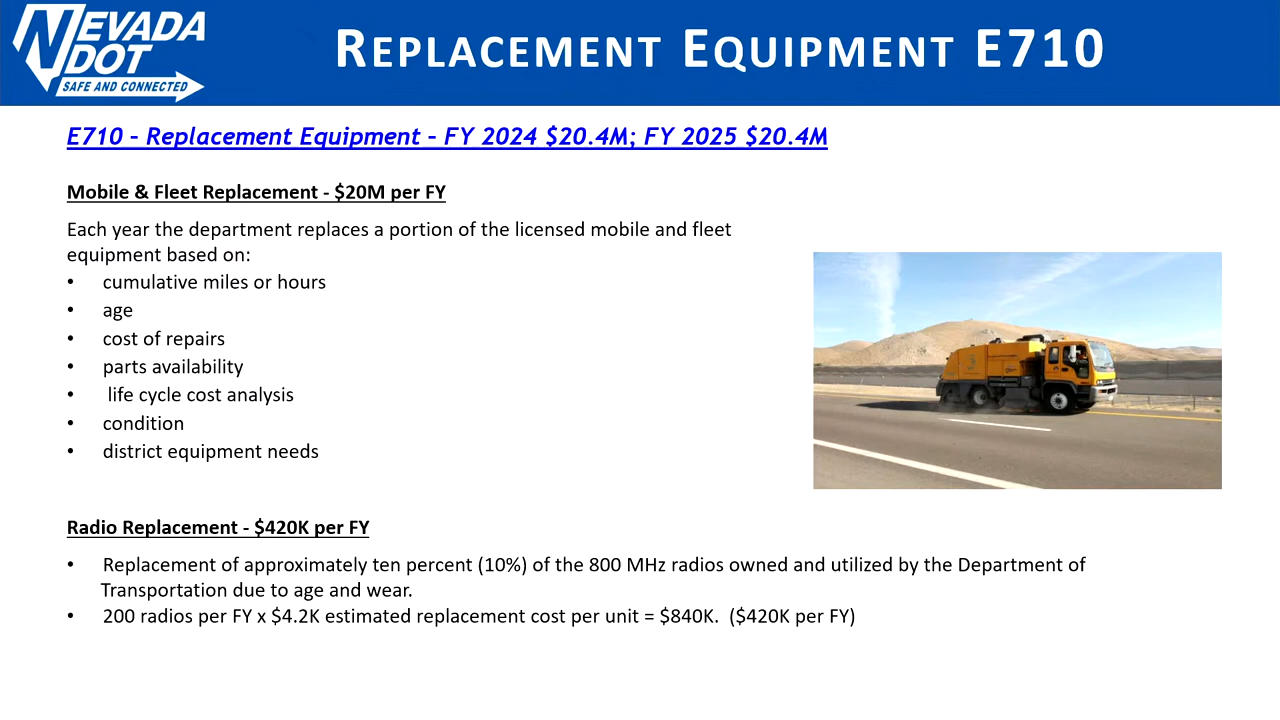 NEVADA
DOT
SAFE AND CONNECTED
REPLACEMENT EQUIPMENT E710
E710 – Replacement Equipment – FY 2024 $20.4M; FY 2025 $20.4M
Mobile & Fleet Replacement - $20M per FY
Each year the department replaces a portion of the licensed mobile and fleet
equipment based on:
• cumulative miles or hours
• age
• cost of repairs
• parts availability
• life cycle cost analysis
• condition
• district equipment needs
Radio Replacement - $420K per FY
• Replacement of approximately ten percent (10%) of the 800 MHz radios owned and utilized by the Department of
Transportation due to age and wear.
• 200 radios per FY x $4.2K estimated replacement cost per unit = $840K. ($420K per FY)